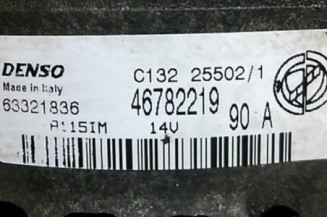 DENSO
C132 25502/1
Made in Italy
63321836
46782219
A115IM
14V
90 A